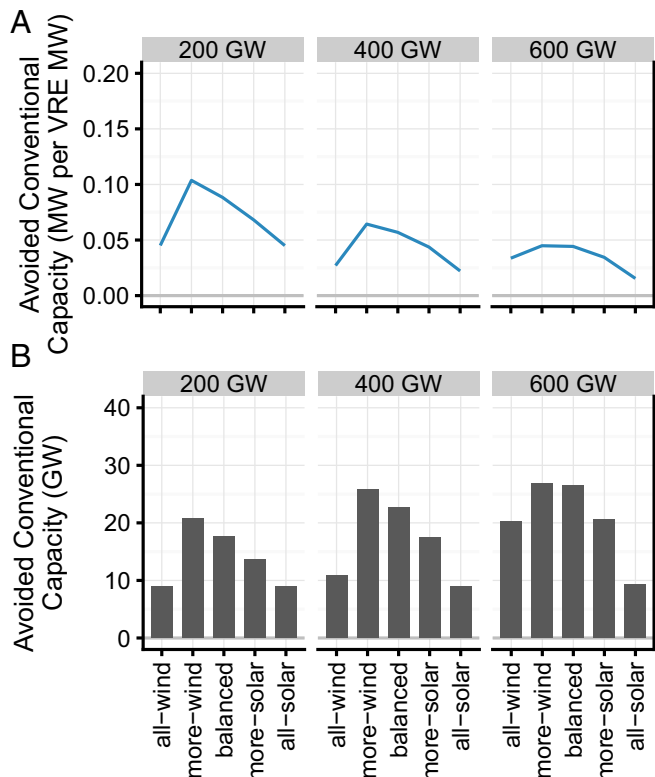 A
200 GW 400 GW 600 GW
Avoided Conventional
Capacity (MW per VRE MW)
0.20
0.15
0.10
0.05
0.00
B
200 GW 400 GW 600 GW
Avoided Conventional
Capacity (GW)
40
30
20
10
0
all−wind
more−wind
balanced
more−solar
all−solar
all−wind
more−wind
balanced
more−solar
all−solar
all−wind
more−wind
balanced
more−solar
all−solar